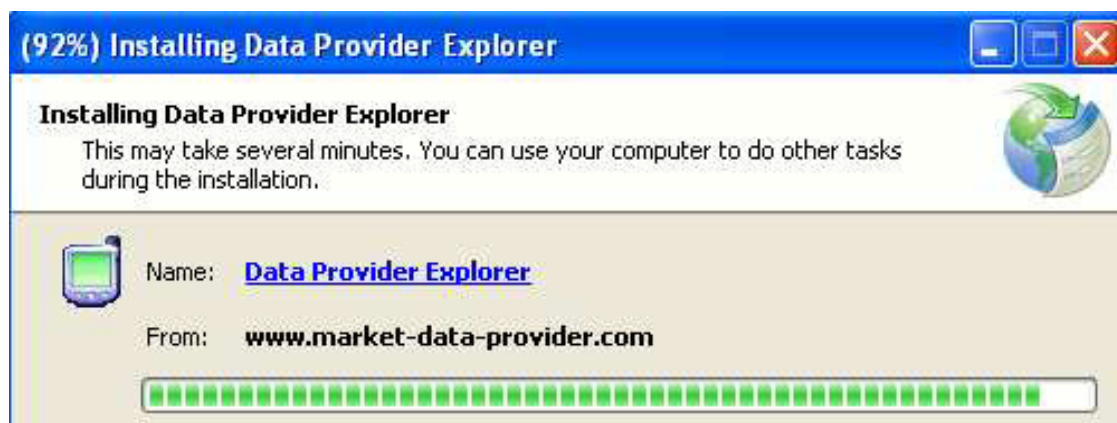 (92%) Installing Data Provider Explorer
Installing Data Provider Explorer
This may take several minutes. You can use your computer to do other tasks
during the installation.
Name: Data Provider Explorer
From: www.market-data-provider.com